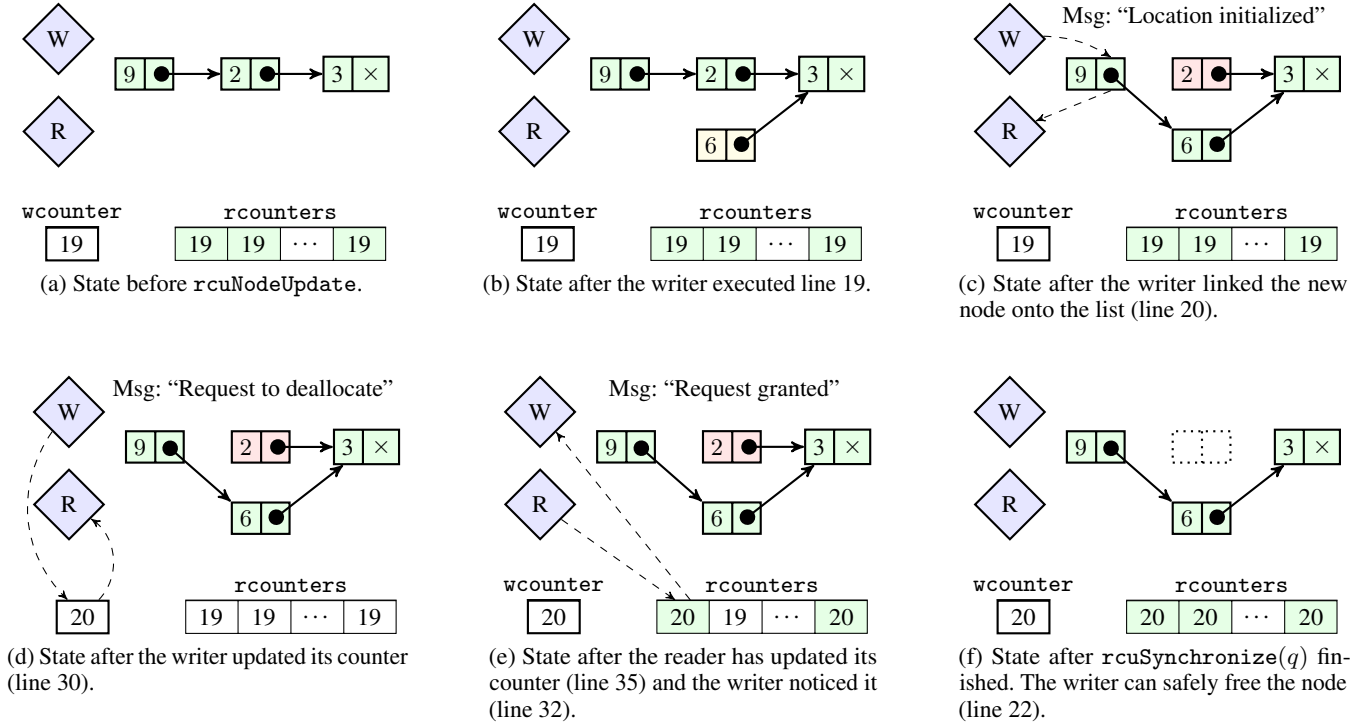 W
9 2 3 ×
R
wcounter rcounters
19 19 19 ··· 19
(a) State before rcuNodeUpdate.
W
9 2 3 ×
R
6
wcounter rcounters
19 19 19 ··· 19
(b) State after the writer executed line 19.
Msg: “Location initialized”
W
9 2 3 ×
R
6
wcounter rcounters
19 19 19 ··· 19
(c) State after the writer linked the new
node onto the list (line 20).
Msg: “Request to deallocate”
W
9 2 3 ×
R
6
rcounters
20 19 19 ··· 19
(d) State after the writer updated its counter
(line 30).
Msg: “Request granted”
W
9 2 3 ×
R
6
wcounter rcounters
20 20 19 ··· 20
(e) State after the reader has updated its
counter (line 35) and the writer noticed it
(line 32).
W
9 3 ×
R
6
wcounter rcounters
20 20 20 ··· 20
(f) State after rcuSynchronize(q) fin-
ished. The writer can safely free the node
(line 22).